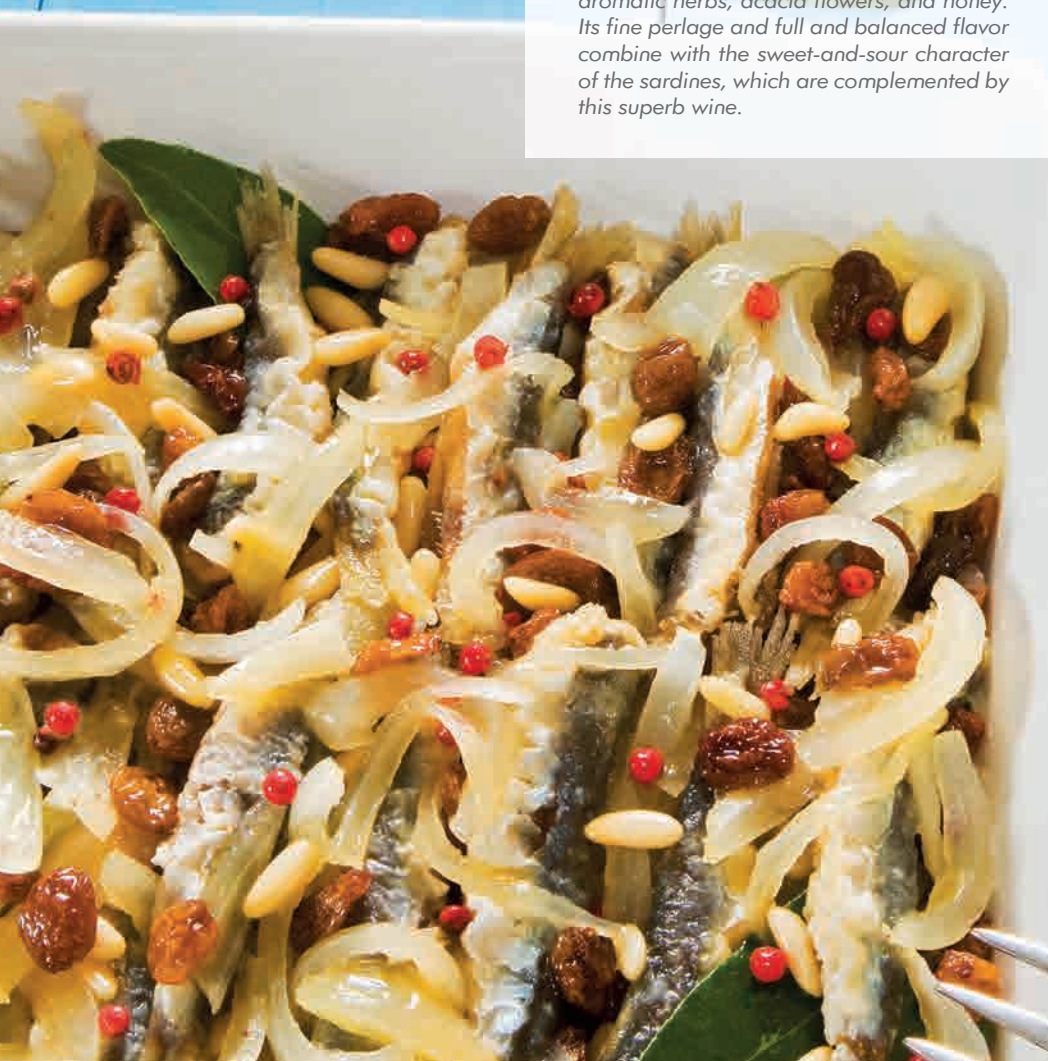 aromatic herbs, acacia flowers, and honey.
Its fine perlage and full and balanced flavor
combine with the sweet-and-sour character
of the sardines, which are complemented by
this superb wine.